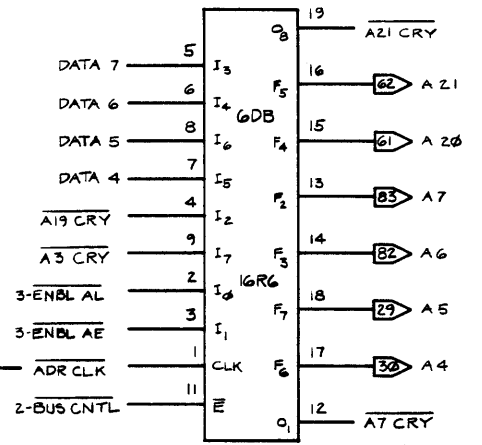 19 O8 A21 CRY
DATA 7 5 I3
16 F5 62 A 21
DATA 6 6 I4
6DB
DATA 5 8 I6
15 F4 61 A 20
DATA 4 7 I5
13 F2 83 A7
A19 CRY 4 I2
A3 CRY 9 I7
14 F3 82 A6
3-ENBL AL 2 I0
16R6
3-ENBL AE 3 I1
18 F7 29 A5
ADR CLK 1 CLK
17 F6 30 A4
2-BUS CNTL 11 E
12 O1 A7 CRY